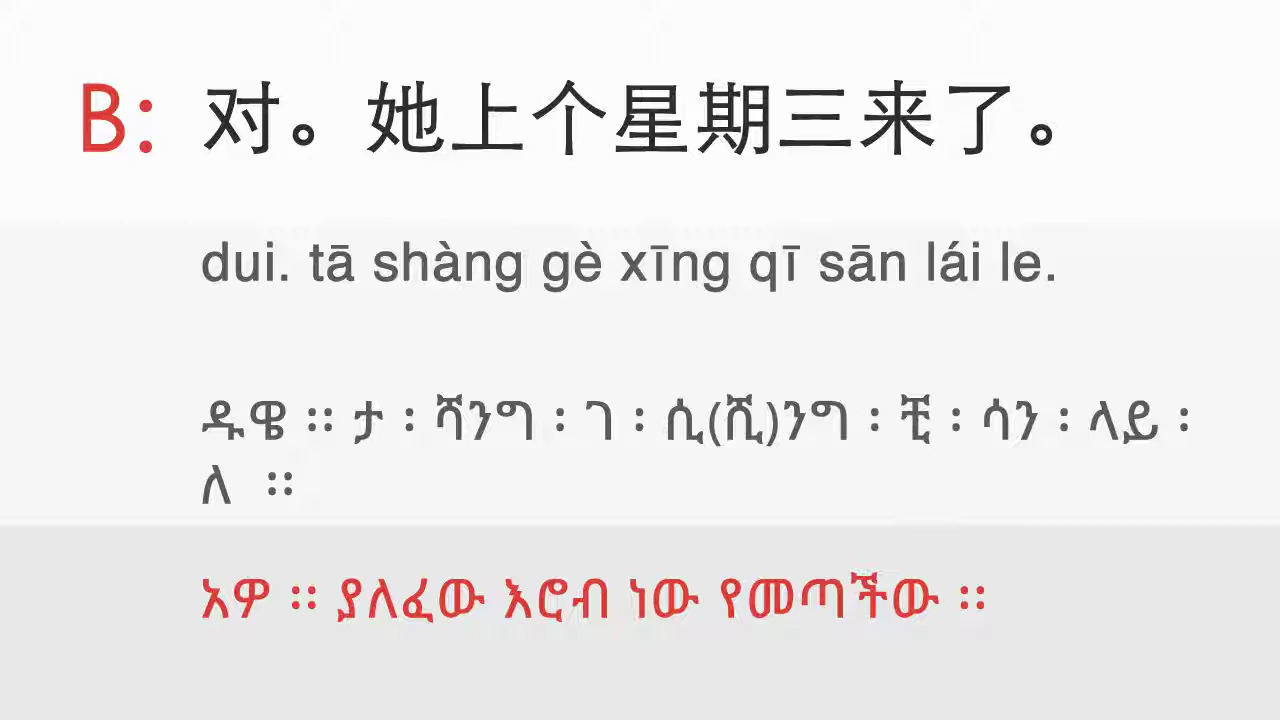 B: 对。她上个星期三来了。
dui. tā shàng gè xīng qī sān lái le.
ዱዌ ። ታ ፡ ሻንግ ፡ ገ ፡ ሲ(ሺ)ንግ ፡ ቺ ፡ ሳን ፡ ላይ ፡
ለ ።
አዎ ። ያለፈው እሮብ ነው የመጣችው ።